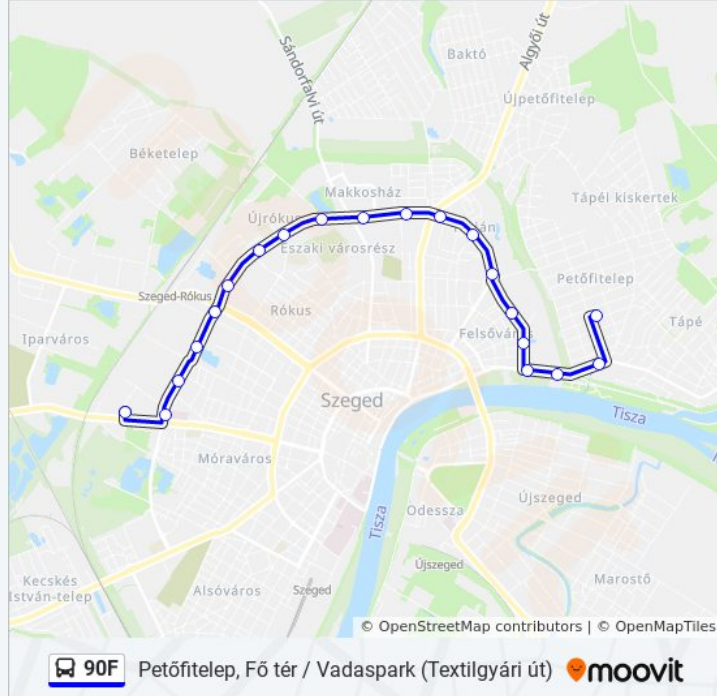 Sándorfalvi út
Baktó
Algyői út
Újpetőfitelep
Béketelep
Makkosház
Tápéi kiskertek
Újrókus
Északi városrész
Petőfitelep
Szeged-Rókus
Rókus
Felsőváros
Tápé
Iparváros
Szeged
Tisza
Móraváros
Újszeged
Odessza
Tisza
Kecskés
István-telep
Alsóváros
Szeged
Újszeged
Marostő
© OpenStreetMap contributors | © OpenMapTiles
90F Petőfitelep, Fő tér / Vadaspark (Textilgyári út) moovit